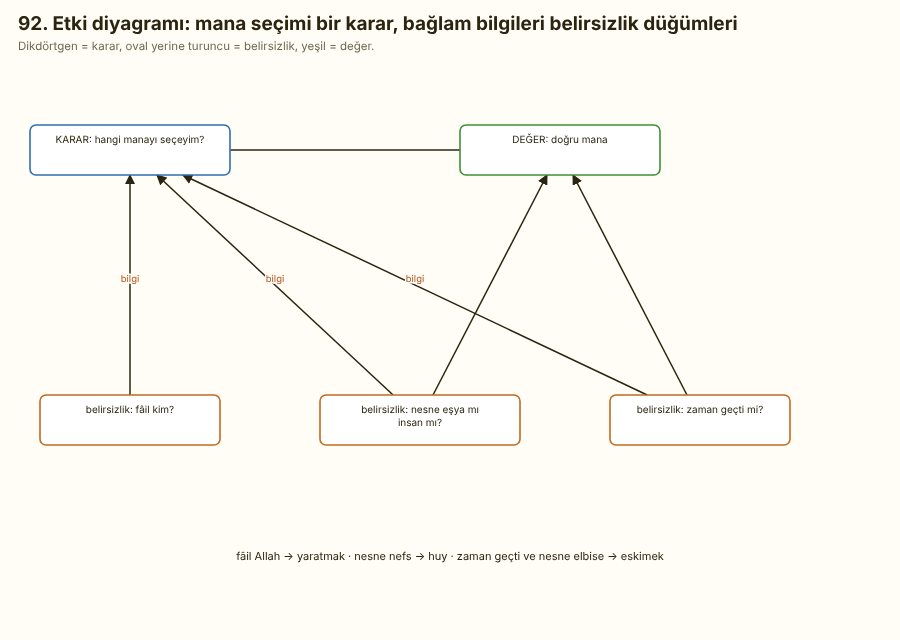 92. Etki diyagramı: mana seçimi bir karar, bağlam bilgileri belirsizlik düğümleri
Dikdörtgen = karar, oval yerine turuncu = belirsizlik, yeşil = değer.
KARAR: hangi manayı seçeyim?
DEĞER: doğru mana
bilgi
bilgi
bilgi
belirsizlik: fâil kim?
belirsizlik: nesne eşya mı
insan mı?
belirsizlik: zaman geçti mi?
fâil Allah → yaratmak · nesne nefs → huy · zaman geçti ve nesne elbise → eskimek